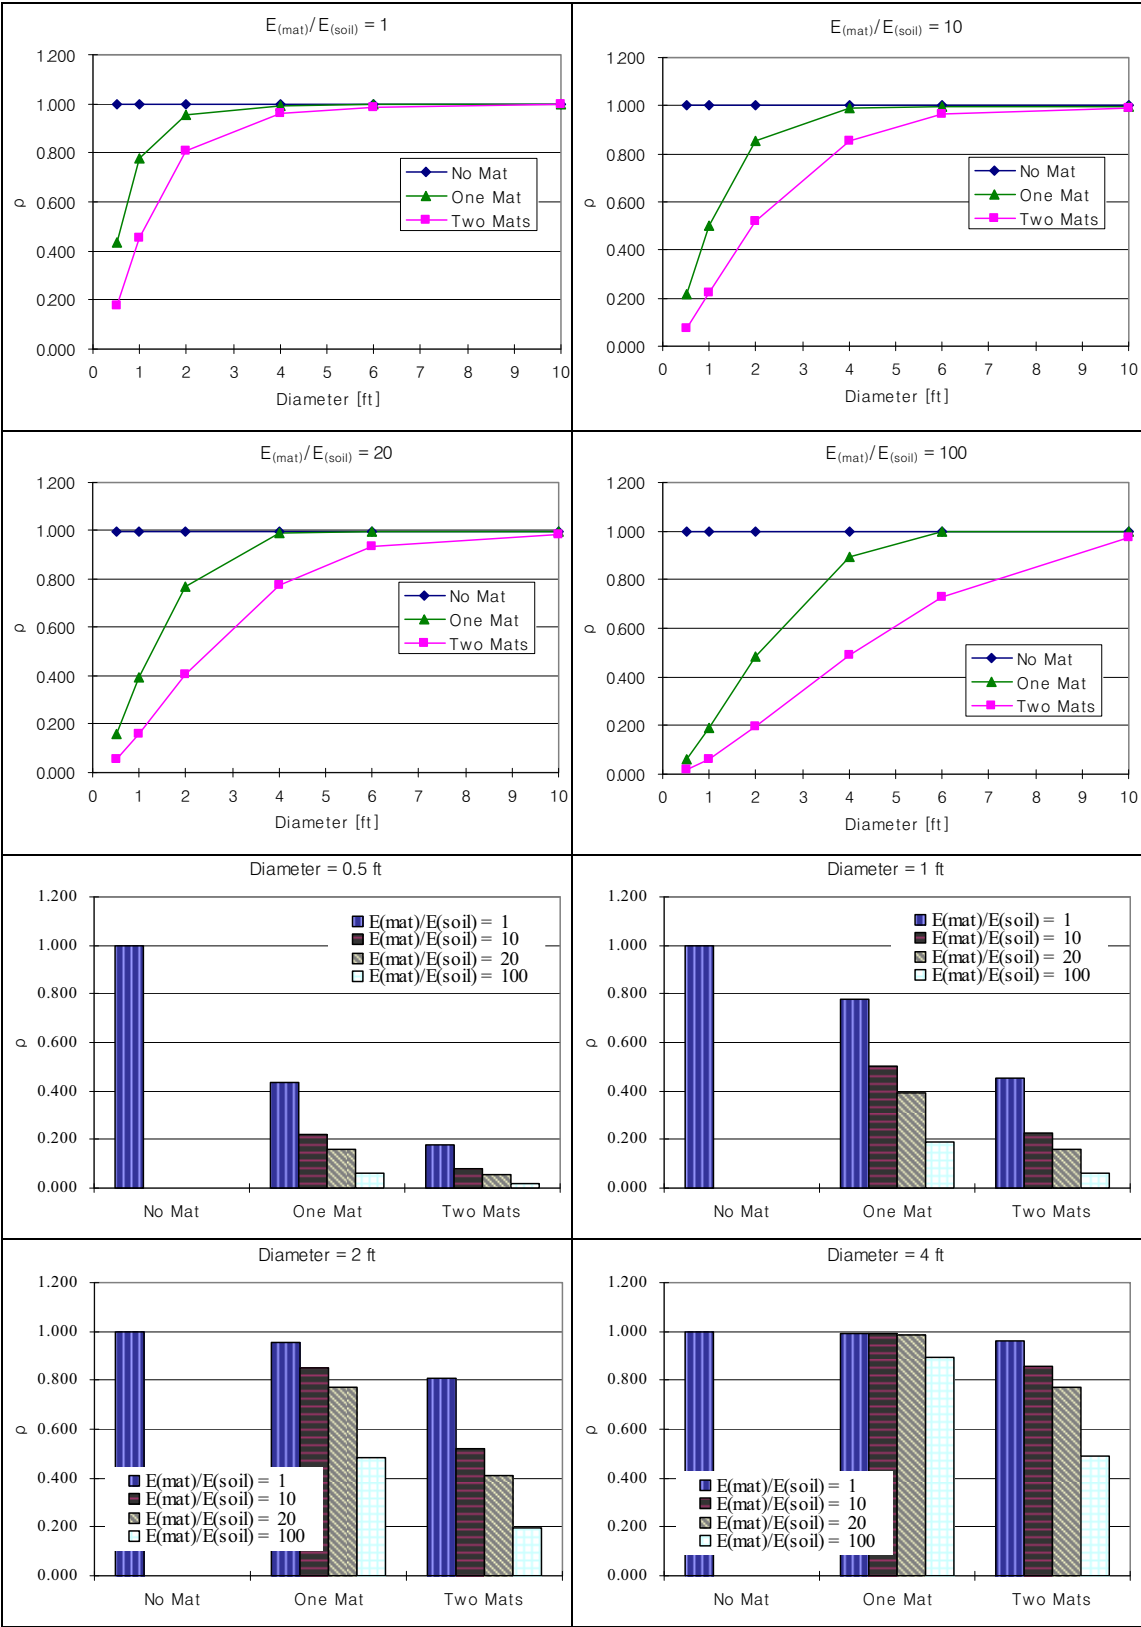 E(mat)/E(soil) = 1
1.200
1.000
0.800
0.600
0.400
0.200
0.000
ρ
No Mat
One Mat
Two Mats
0 1 2 3 4 5 6 7 8 9 10
Diameter [ft]
E(mat)/E(soil) = 10
1.200
1.000
0.800
0.600
0.400
0.200
0.000
ρ
No Mat
One Mat
Two Mats
0 1 2 3 4 5 6 7 8 9 10
Diameter [ft]
E(mat)/E(soil) = 20
1.200
1.000
0.800
0.600
0.400
0.200
0.000
ρ
No Mat
One Mat
Two Mats
0 1 2 3 4 5 6 7 8 9 10
Diameter [ft]
E(mat)/E(soil) = 100
1.200
1.000
0.800
0.600
0.400
0.200
0.000
ρ
No Mat
One Mat
Two Mats
0 1 2 3 4 5 6 7 8 9 10
Diameter [ft]
Diameter = 0.5 ft
1.200
1.000
0.800
0.600
0.400
0.200
0.000
ρ
E(mat)/E(soil) = 1
E(mat)/E(soil) = 10
E(mat)/E(soil) = 20
E(mat)/E(soil) = 100
No Mat One Mat Two Mats
Diameter = 1 ft
1.200
1.000
0.800
0.600
0.400
0.200
0.000
ρ
E(mat)/E(soil) = 1
E(mat)/E(soil) = 10
E(mat)/E(soil) = 20
E(mat)/E(soil) = 100
No Mat One Mat Two Mats
Diameter = 2 ft
1.200
1.000
0.800
0.600
0.400
0.200
0.000
ρ
E(mat)/E(soil) = 1
E(mat)/E(soil) = 10
E(mat)/E(soil) = 20
E(mat)/E(soil) = 100
No Mat One Mat Two Mats
Diameter = 4 ft
1.200
1.000
0.800
0.600
0.400
0.200
0.000
ρ
E(mat)/E(soil) = 1
E(mat)/E(soil) = 10
E(mat)/E(soil) = 20
E(mat)/E(soil) = 100
No Mat One Mat Two Mats